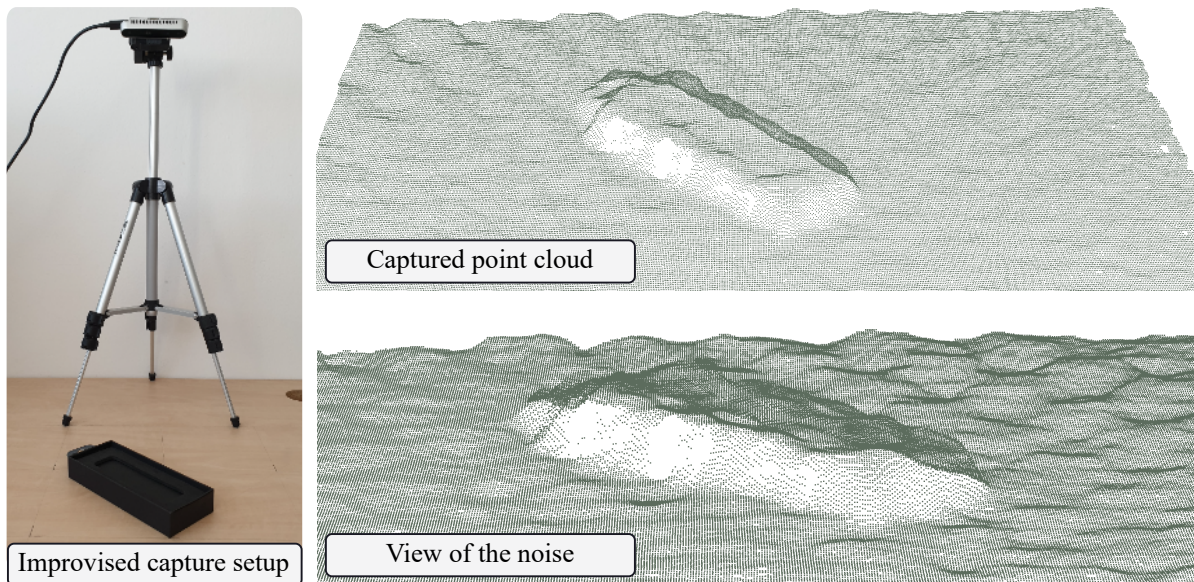 Captured point cloud
Improvised capture setup
View of the noise